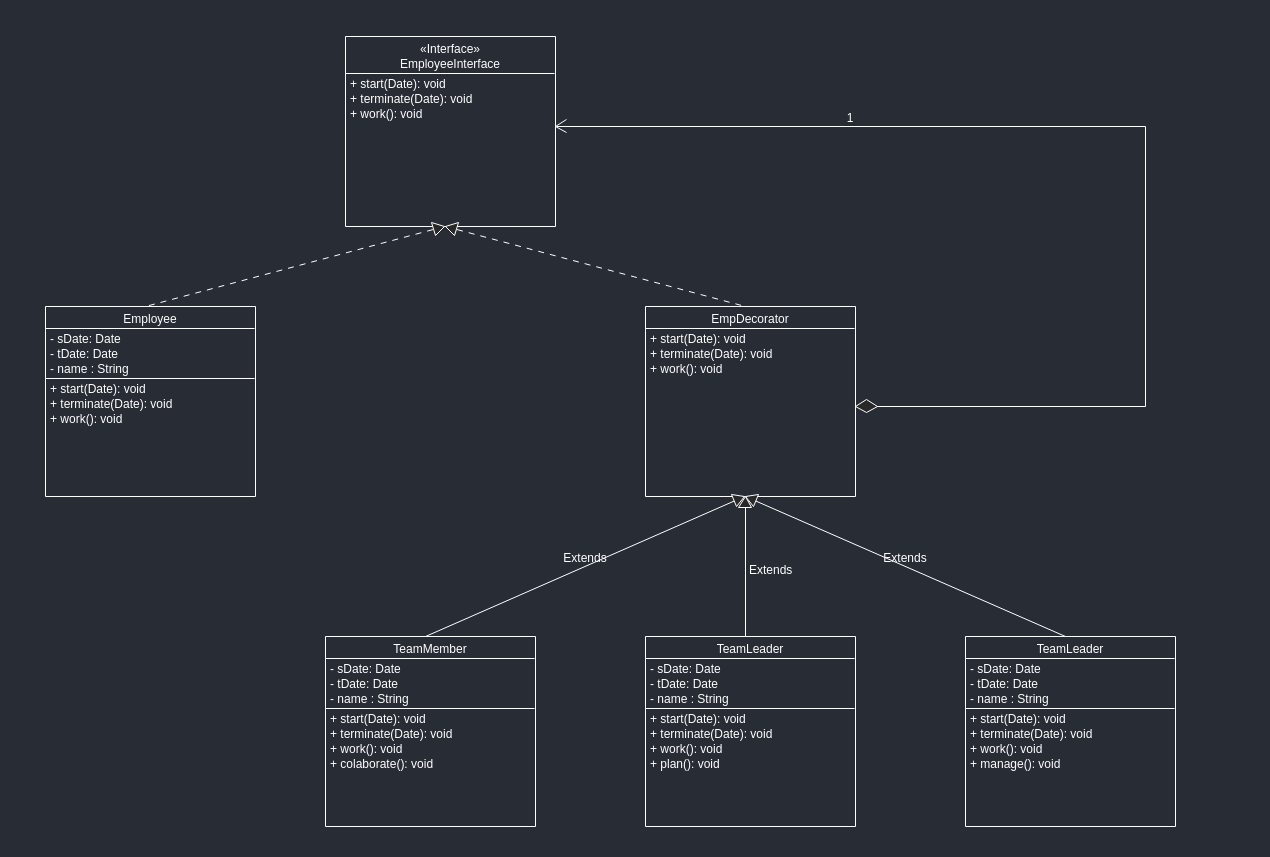 «Interface»
EmployeeInterface
+ start(Date): void
+ terminate(Date): void
+ work(): void
1
Employee
- sDate: Date
- tDate: Date
- name : String
+ start(Date): void
+ terminate(Date): void
+ work(): void
EmpDecorator
+ start(Date): void
+ terminate(Date): void
+ work(): void
Extends
Extends
Extends
TeamMember
- sDate: Date
- tDate: Date
- name : String
+ start(Date): void
+ terminate(Date): void
+ work(): void
+ colaborate(): void
TeamLeader
- sDate: Date
- tDate: Date
- name : String
+ start(Date): void
+ terminate(Date): void
+ work(): void
+ plan(): void
TeamLeader
- sDate: Date
- tDate: Date
- name : String
+ start(Date): void
+ terminate(Date): void
+ work(): void
+ manage(): void